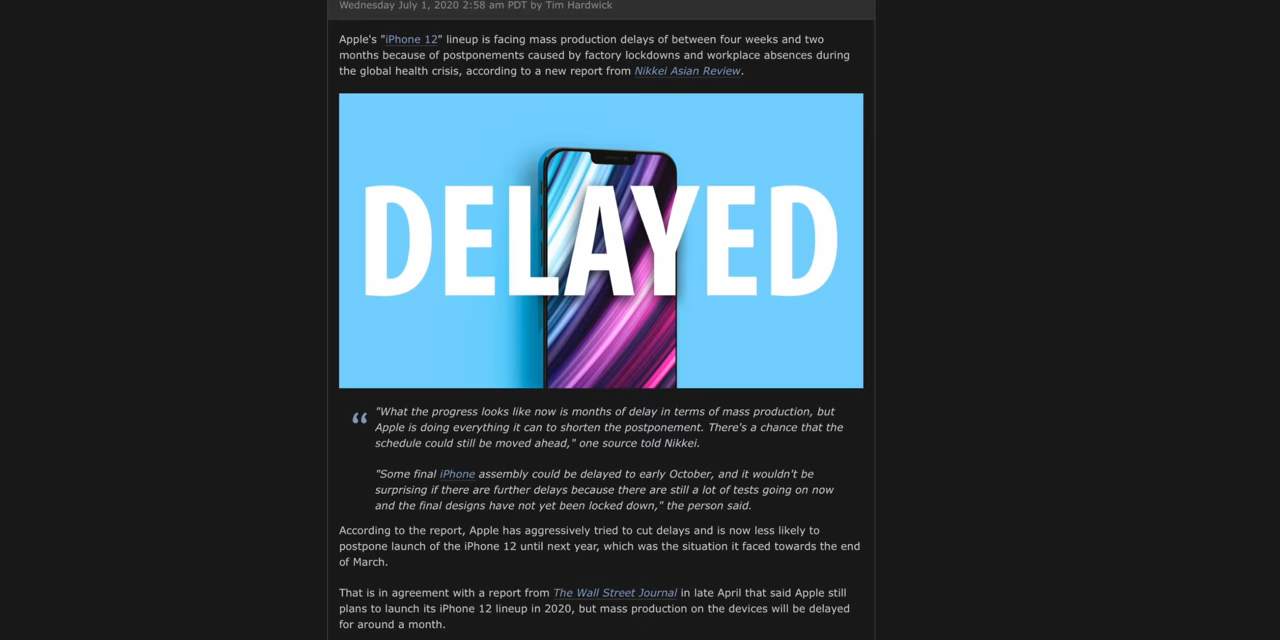 Wednesday July 1, 2020 2:58 am PDT by Tim Hardwick
Apple's "iPhone 12" lineup is facing mass production delays of between four weeks and two
months because of postponements caused by factory lockdowns and workplace absences during
the global health crisis, according to a new report from Nikkei Asian Review.
DELAYED
"What the progress looks like now is months of delay in terms of mass production, but
Apple is doing everything it can to shorten the postponement. There's a chance that the
schedule could still be moved ahead," one source told Nikkei.
"Some final iPhone assembly could be delayed to early October, and it wouldn't be
surprising if there are further delays because there are still a lot of tests going on now
and the final designs have not yet been locked down," the person said.
According to the report, Apple has aggressively tried to cut delays and is now less likely to
postpone launch of the iPhone 12 until next year, which was the situation it faced towards the end
of March.
That is in agreement with a report from The Wall Street Journal in late April that said Apple still
plans to launch its iPhone 12 lineup in 2020, but mass production on the devices will be delayed
for around a month.